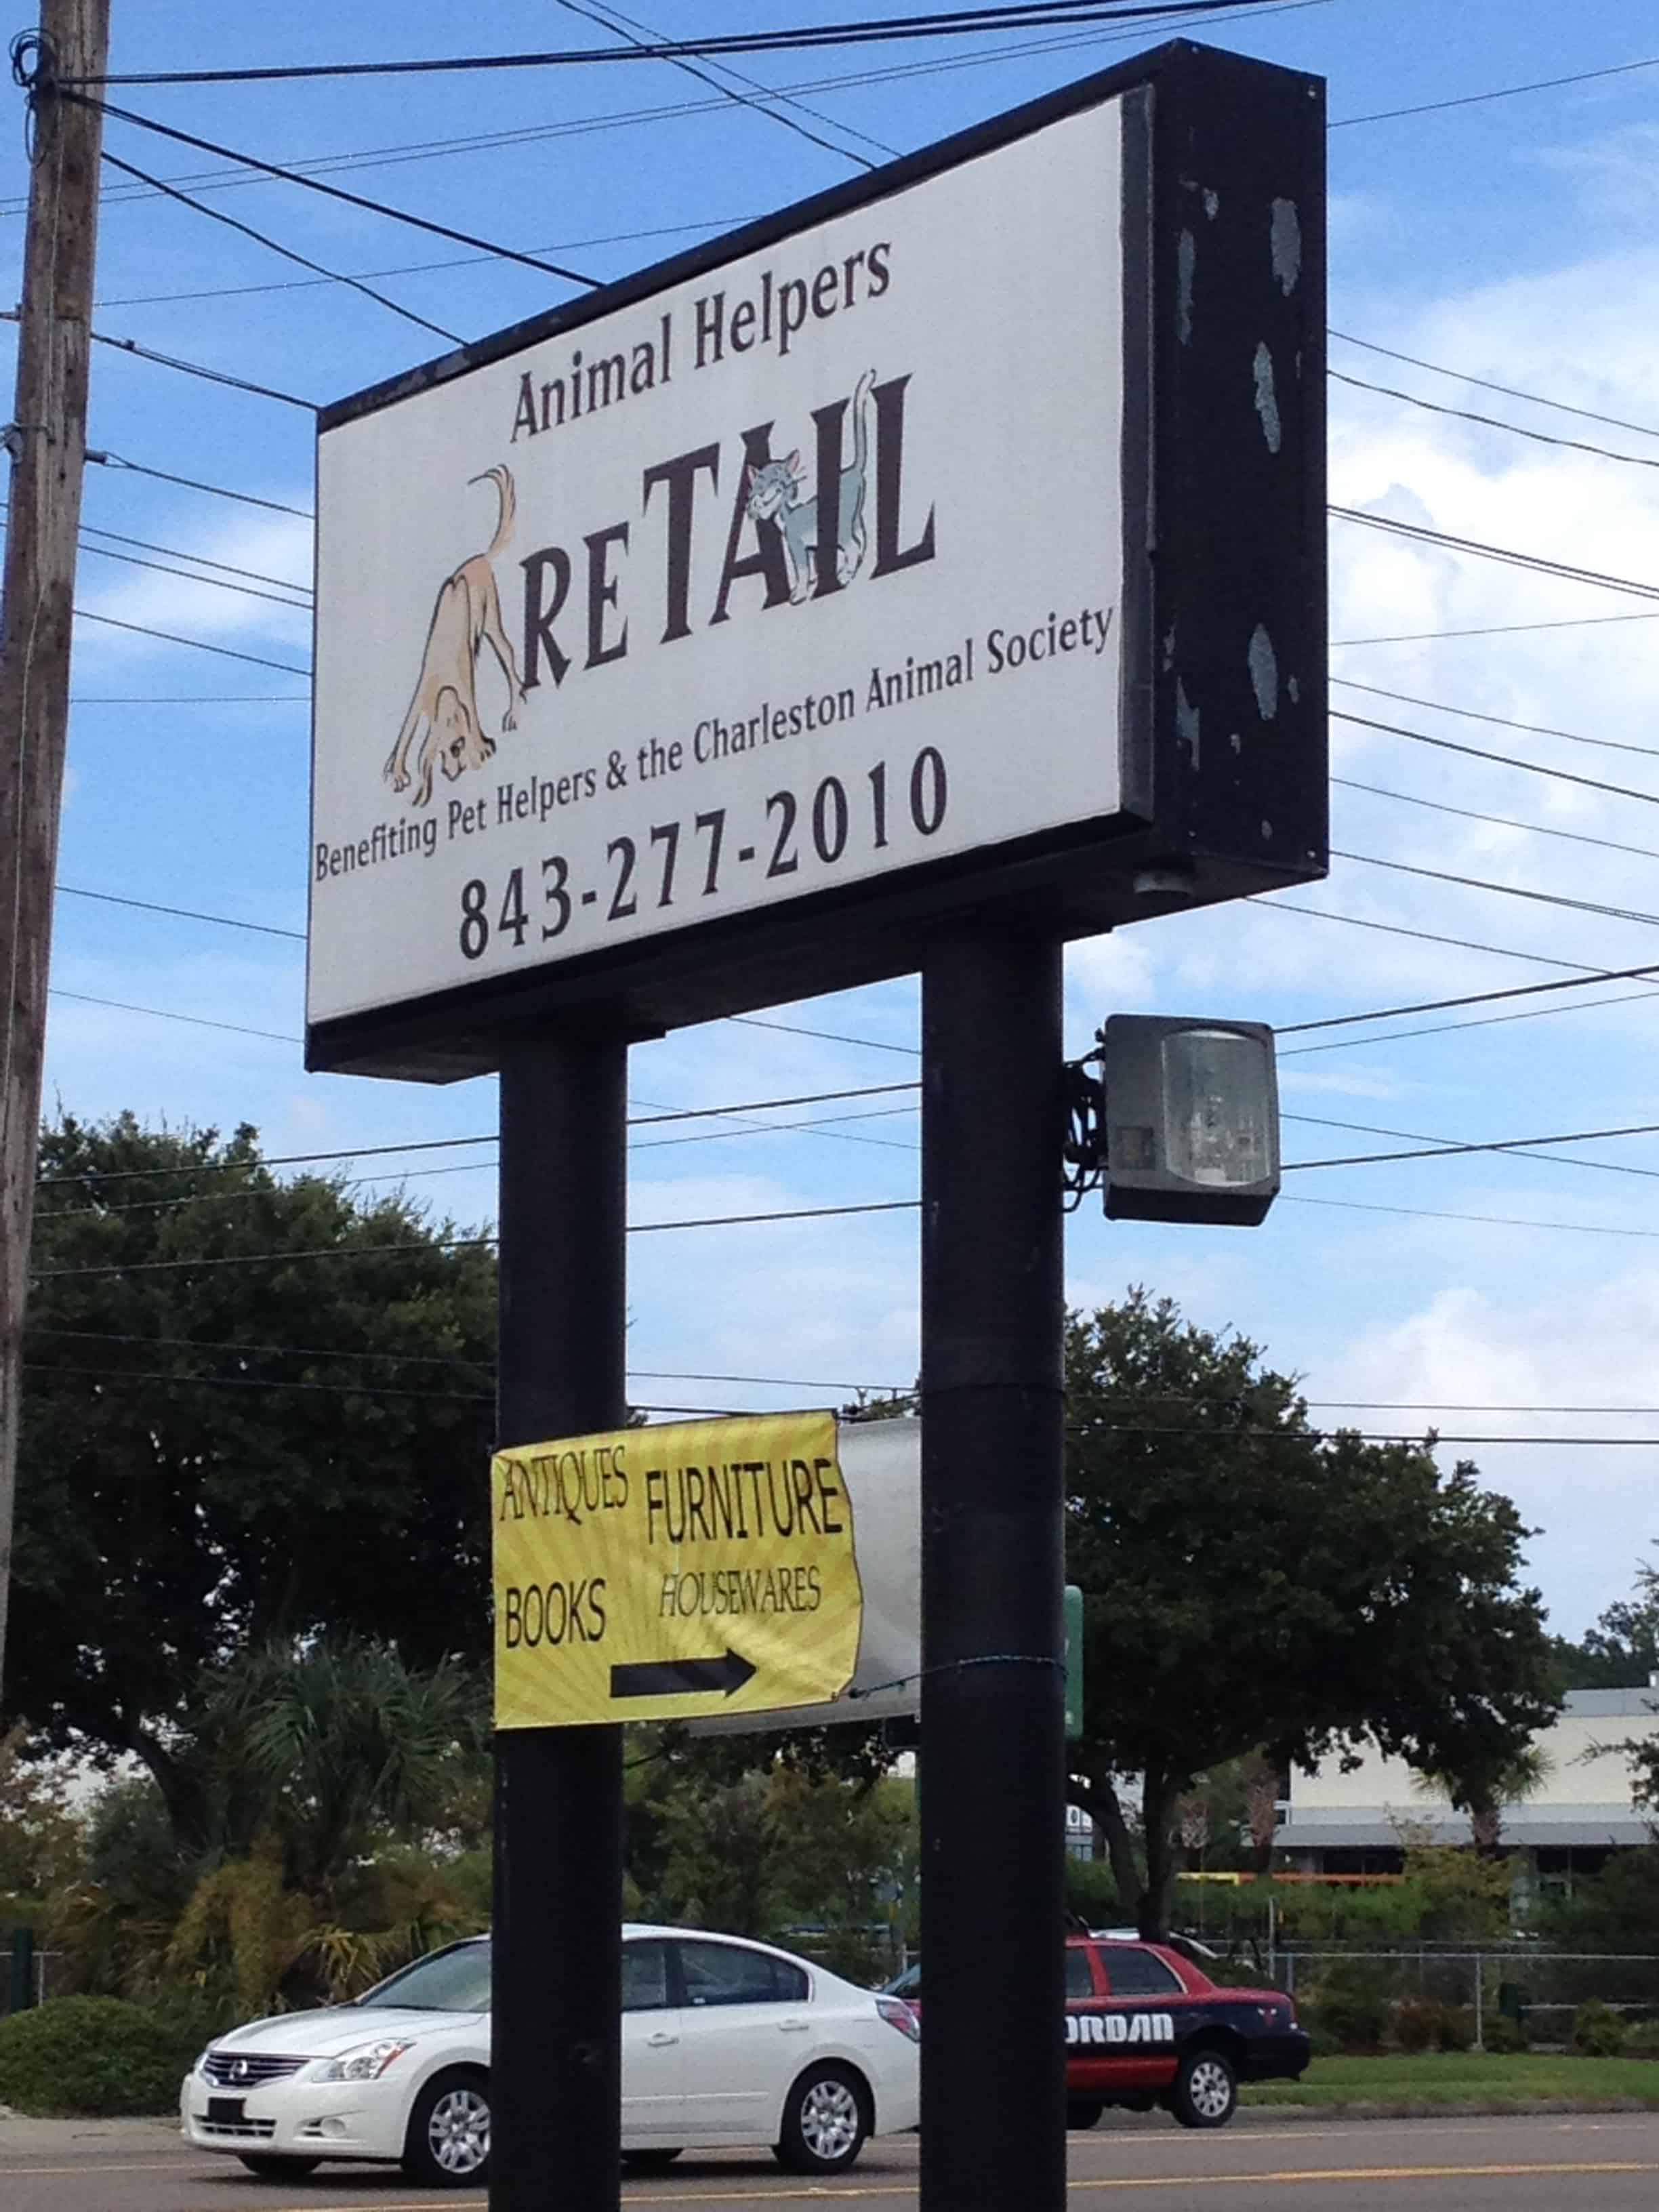 Animal Helpers
RETAIL
Benefiting Pet Helpers & the Charleston Animal Society
843-277-2010
ANTIQUES FURNITURE
BOOKS HOUSEWARES
ORDAN